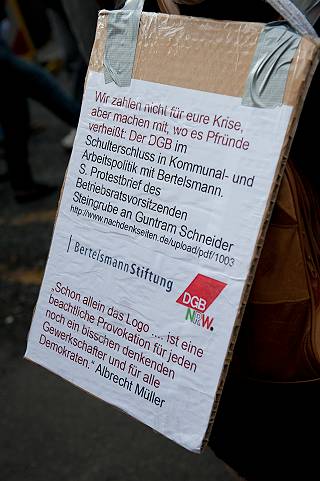 Wir zahlen nicht für eure Krise,
aber machen mit, wo es Pfründe
verheißt: Der DGB im
Schulterschluss in Kommunal- und
Arbeitspolitik mit Bertelsmann.
S. Protestbrief des
Betriebsratsvorsitzenden
Steingrube an Guntram Schneider
http://www.nachdenkseiten.de/upload/pdf/1003
| BertelsmannStiftung
DGB
NRW.
„Schon allein das Logo ... ist eine
beachtliche Provokation für jeden
noch ein bisschen denkenden
Gewerkschafter und für alle
Demokraten." Albrecht Müller